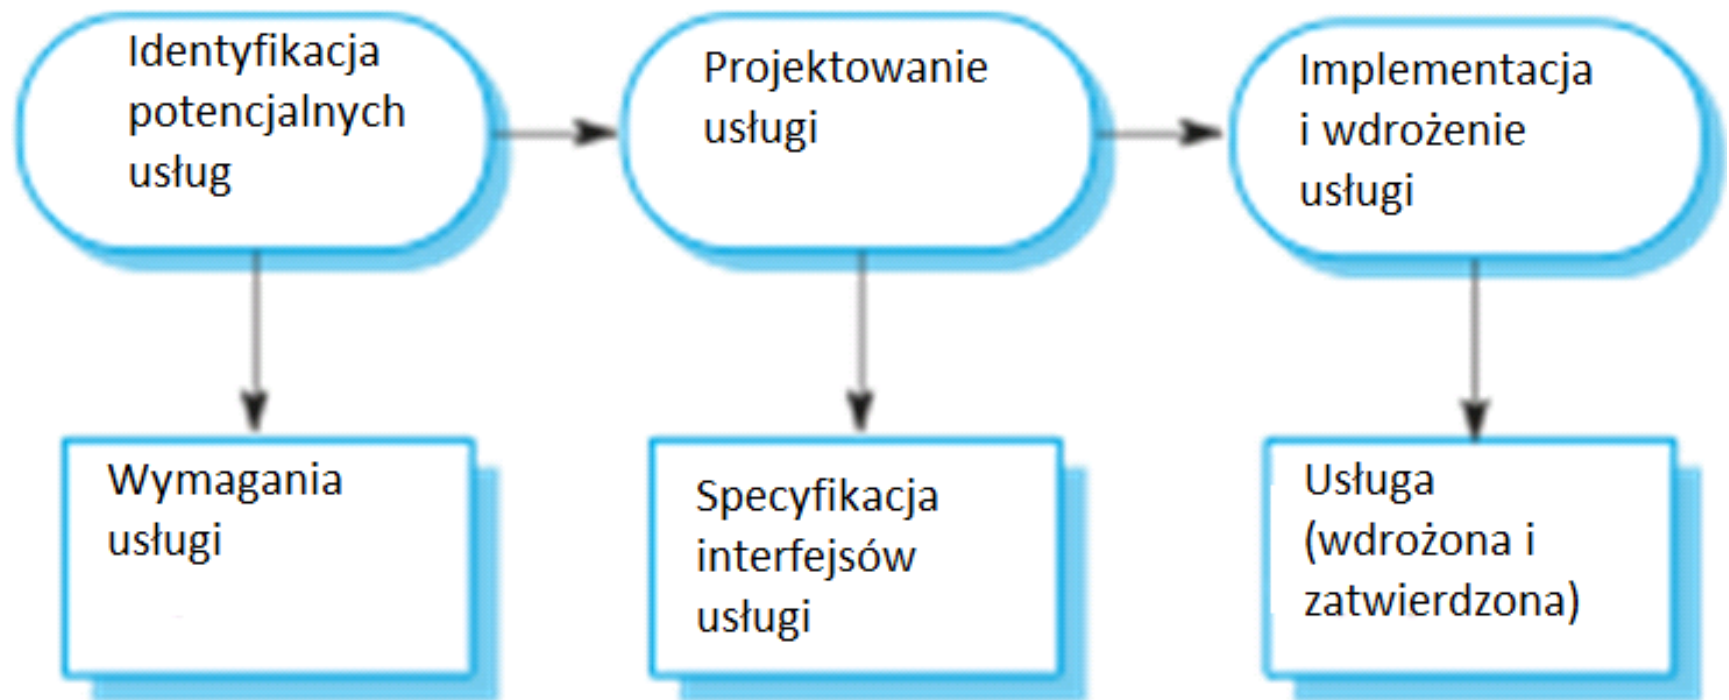 Identyfikacja
potencjalnych
usług
Projektowanie
usługi
Implementacja
i wdrożenie
usługi
Wymagania
usługi
Specyfikacja
interfejsów
usługi
Usługa
(wdrożona i
zatwierdzona)